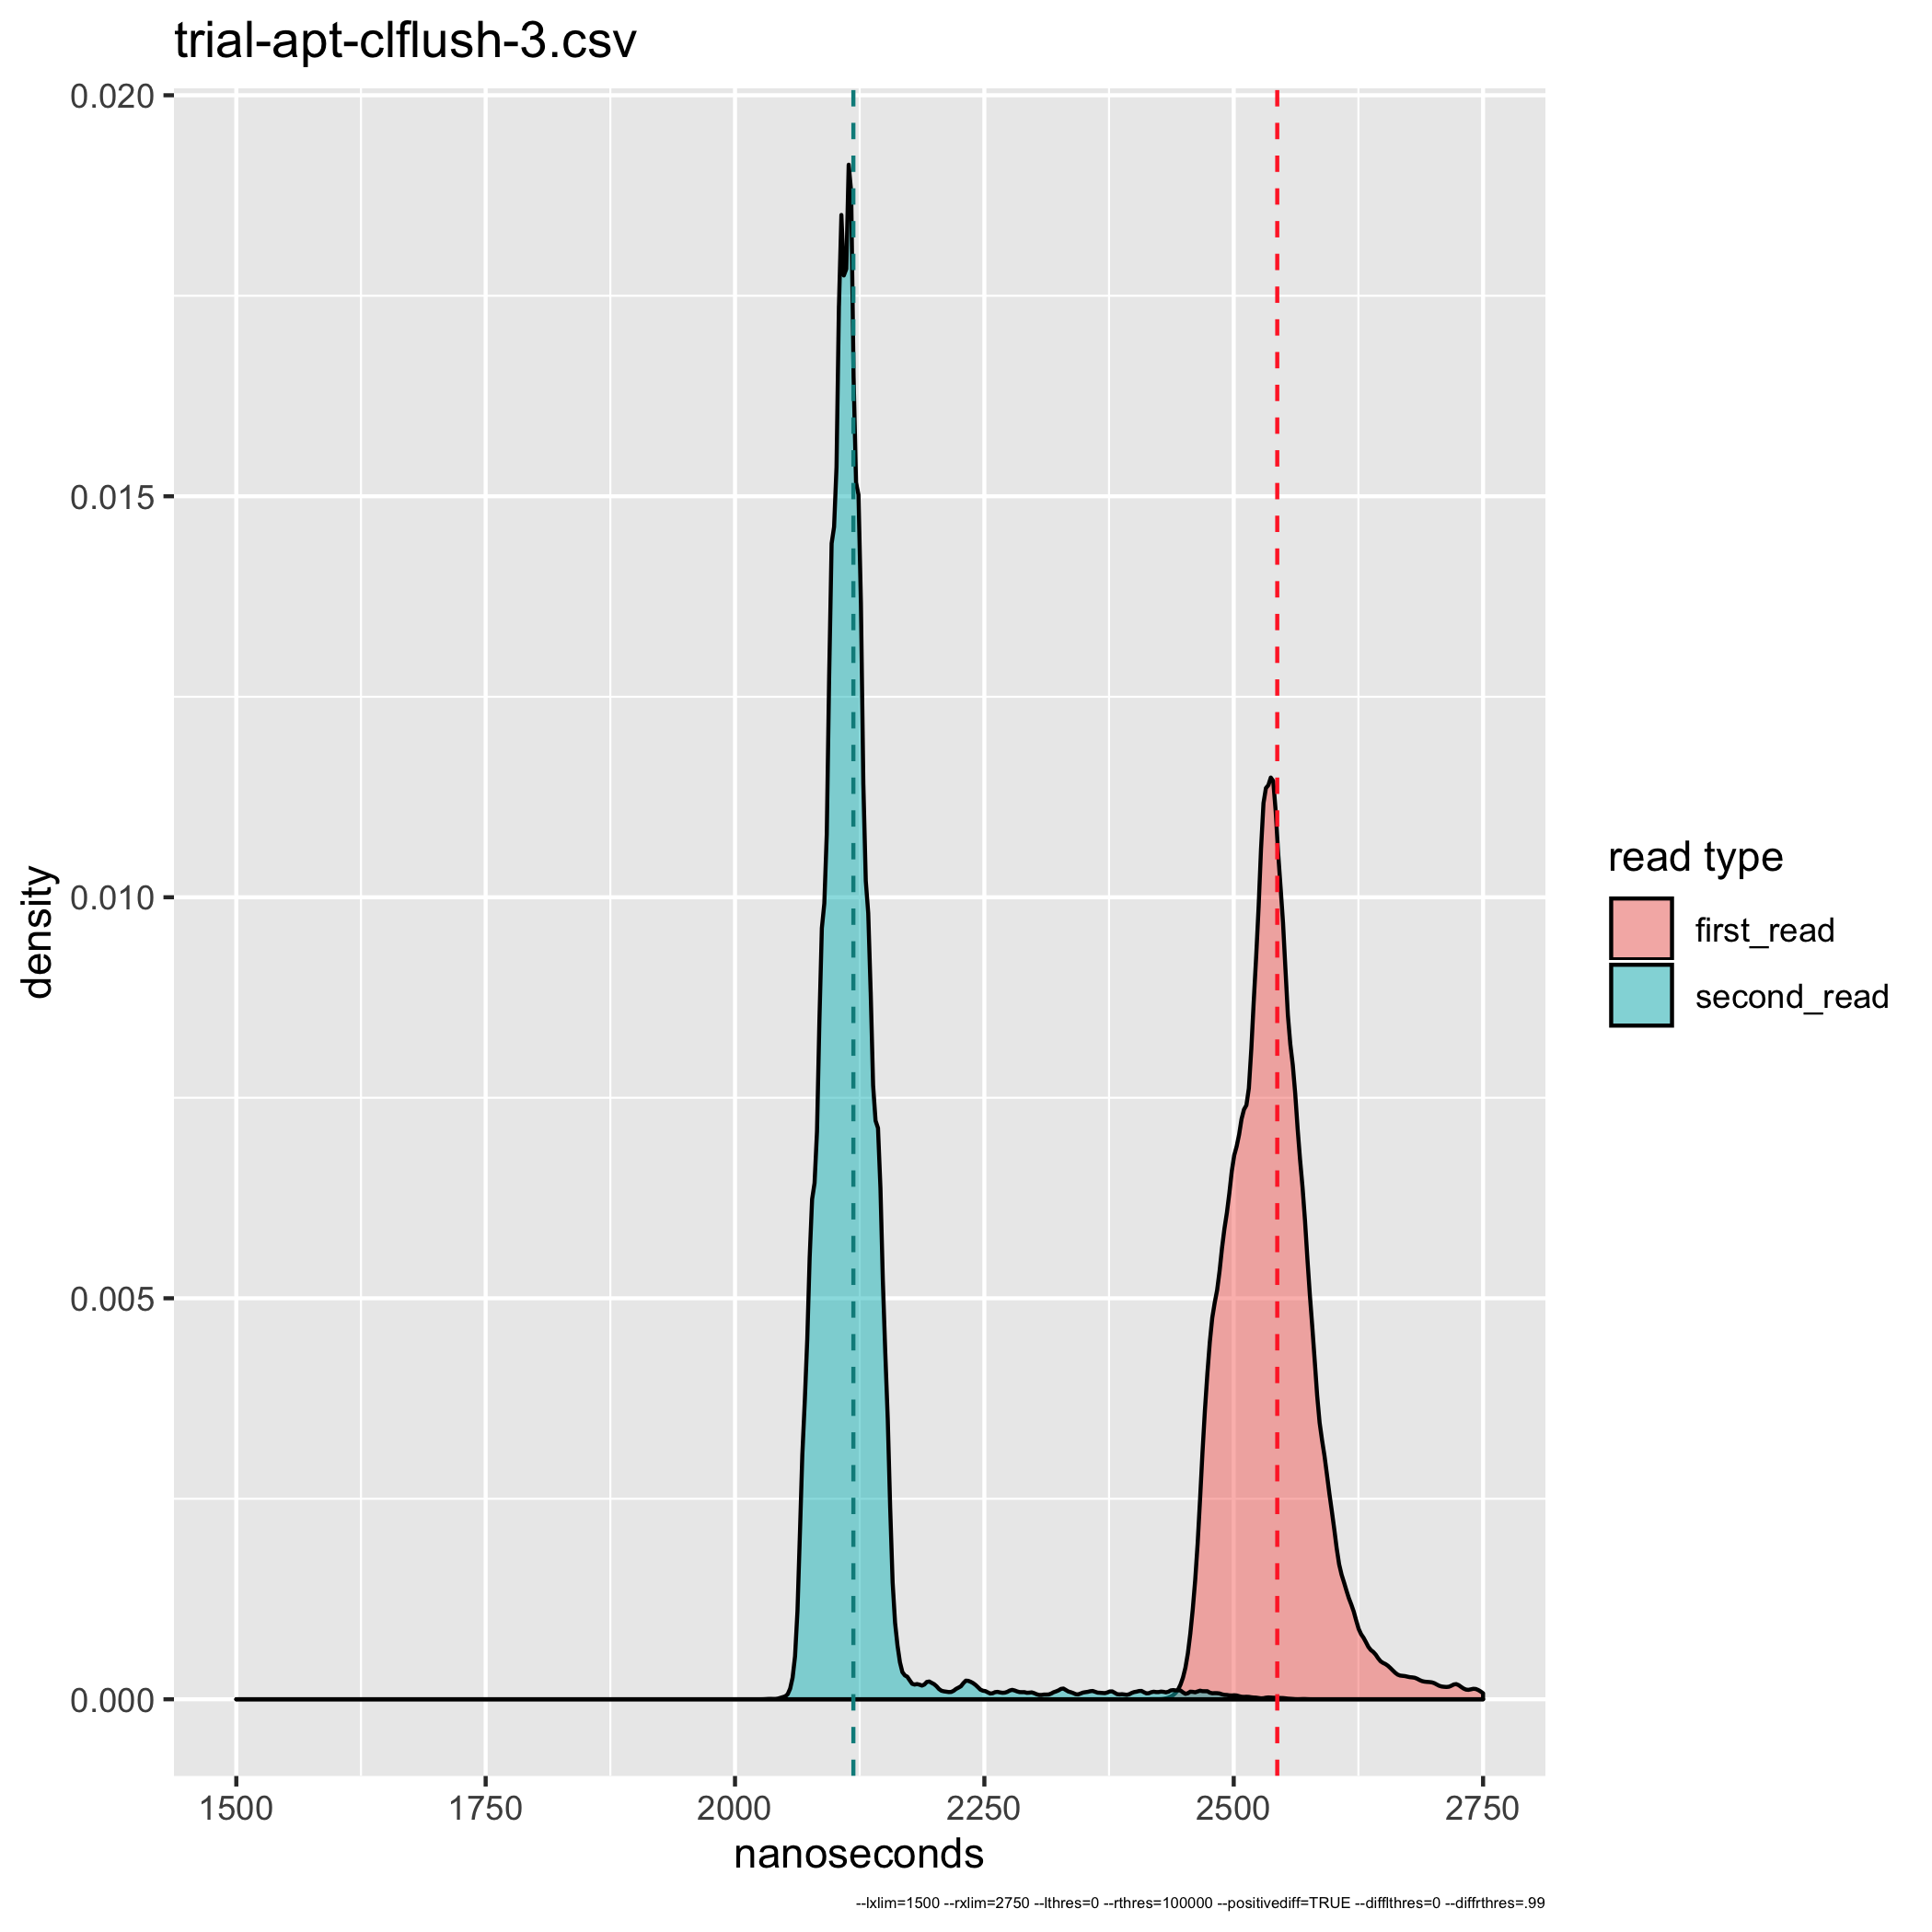 trial-apt-clflush-3.csv
0.020
0.015
0.010
0.005
0.000
density
1500 1750 2000 2250 2500 2750
nanoseconds
read type
first_read
second_read
--lxlim=1500 --rxlim=2750 --lthres=0 --rthres=100000 --positivediff=TRUE --difflthres=0 --diffrthres=.99